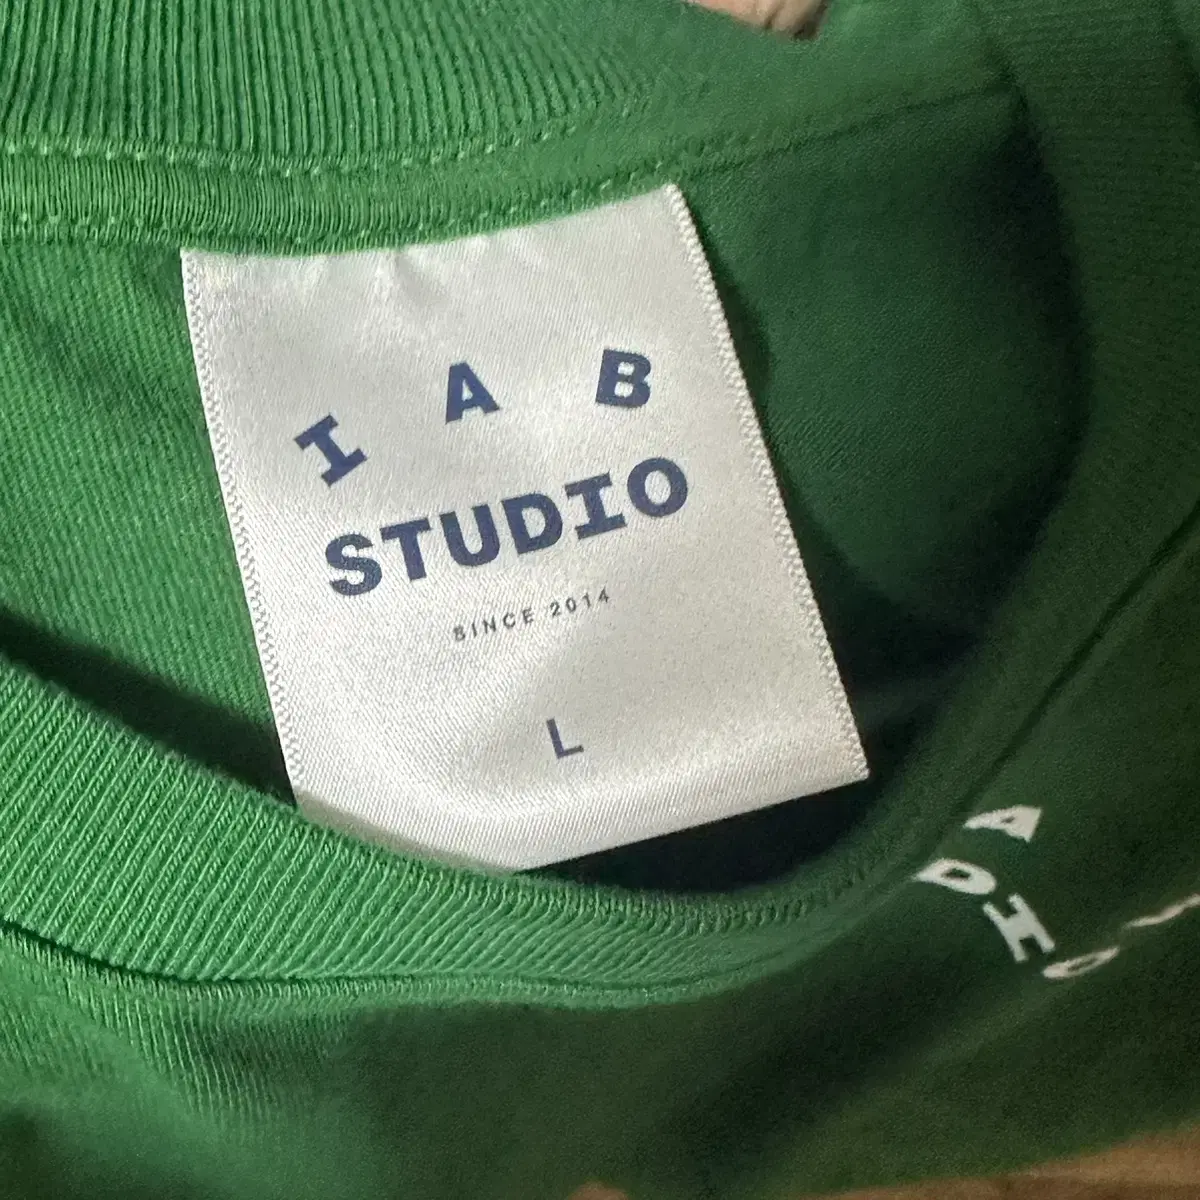 I A B
STUDIO
SINCE 2014
L